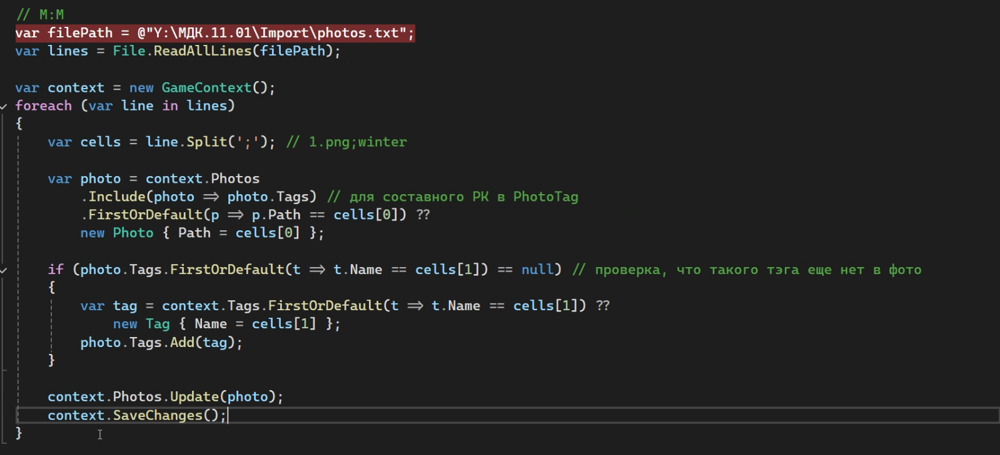 // M:M
var filePath = @"Y:\МДК.11.01\Import\photos.txt";
var lines = File.ReadAllLines(filePath);
var context = new GameContext();
foreach (var line in lines)
{
var cells = line.Split(';'); // 1.png;winter
var photo = context.Photos
.Include(photo => photo.Tags) // для составного PK в PhotoTag
.FirstOrDefault(p => p.Path == cells[0]) ??
new Photo { Path = cells[0] };
if (photo.Tags.FirstOrDefault(t => t.Name == cells[1]) == null) // проверка, что такого тэга еще нет в фото
{
var tag = context.Tags.FirstOrDefault(t => t.Name == cells[1]) ??
new Tag { Name = cells[1] };
photo.Tags.Add(tag);
}
context.Photos.Update(photo);
context.SaveChanges();
}